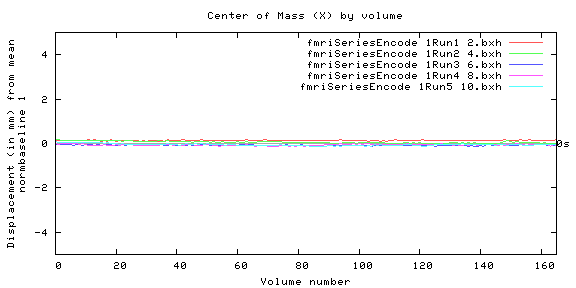 Center of Mass (X) by volume
fmriSeriesEncode 1Run1 2.bxh
fmriSeriesEncode 1Run2 4.bxh
fmriSeriesEncode 1Run3 6.bxh
fmriSeriesEncode 1Run4 8.bxh
fmriSeriesEncode 1Run5 10.bxh
Displacement (in mm) from mean
normbaseline 1
4
2
0
-2
-4
0s
0 20 40 60 80 100 120 140 160
Volume number